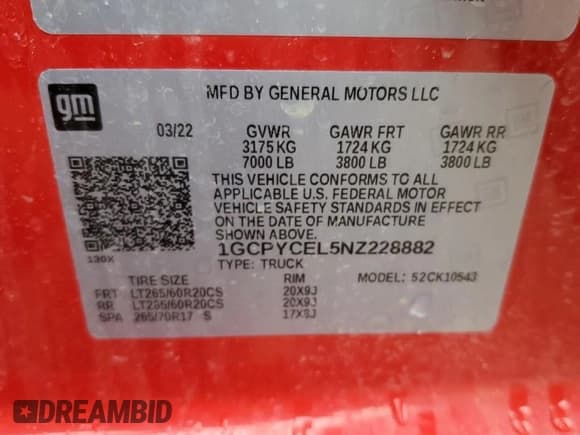 gm
MFD BY GENERAL MOTORS LLC
03/22 GVWR GAWR FRT GAWR RR
3175 KG 1724 KG 1724 KG
7000 LB 3800 LB 3800 LB
THIS VEHICLE CONFORMS TO ALL
APPLICABLE U.S. FEDERAL MOTOR
VEHICLE SAFETY STANDARDS IN EFFECT
ON THE DATE OF MANUFACTURE
SHOWN ABOVE.
130X
1GCPYCEL5NZ228882
TYPE: TRUCK MODEL: 52CK10543
TIRE SIZE RIM
FRT LT265/60R20CS 20X9J
RR LT265/60R20CS 20X9J
SPA 265/70R17 S 17X8J
DREAMBID